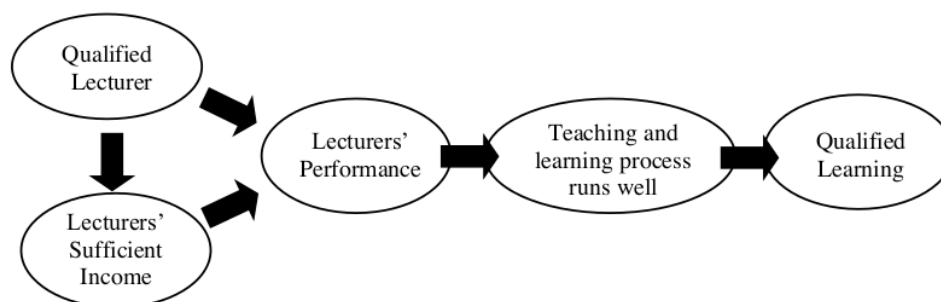 Qualified
Lecturer
Lecturers’
Sufficient
Income
Lecturers’
Performance
Teaching and
learning process
runs well
Qualified
Learning